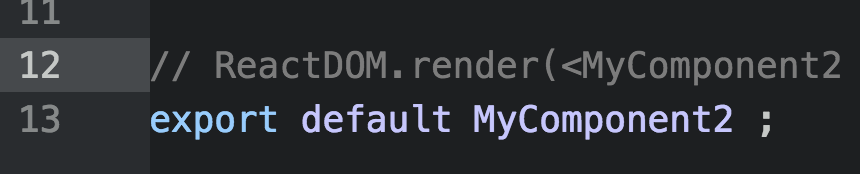 11
12 // ReactDOM.render(<MyComponent2
13 export default MyComponent2 ;